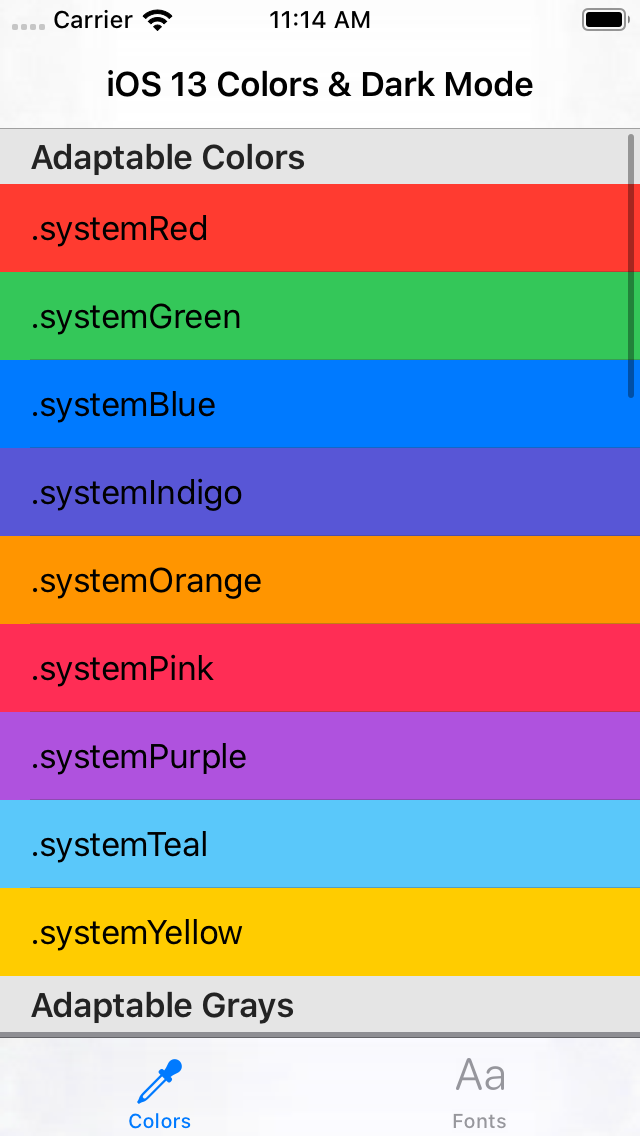 Carrier 11:14 AM
iOS 13 Colors & Dark Mode
Adaptable Colors
.systemRed
.systemGreen
.systemBlue
.systemIndigo
.systemOrange
.systemPink
.systemPurple
.systemTeal
.systemYellow
Adaptable Grays
Aa
Colors Fonts